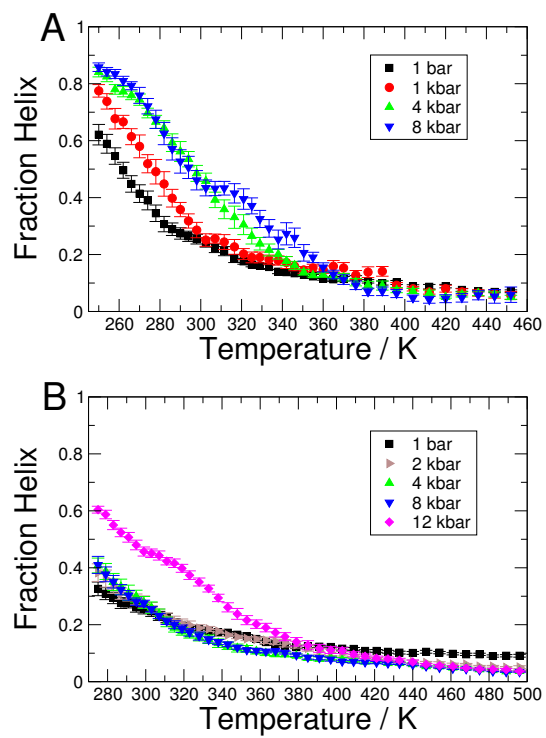 A
1
0.8
0.6
0.4
0.2
0
Fraction Helix
1 bar
1 kbar
4 kbar
8 kbar
260 280 300 320 340 360 380 400 420 440 460
Temperature / K
B
1
0.8
0.6
0.4
0.2
0
Fraction Helix
1 bar
2 kbar
4 kbar
8 kbar
12 kbar
280 300 320 340 360 380 400 420 440 460 480 500
Temperature / K